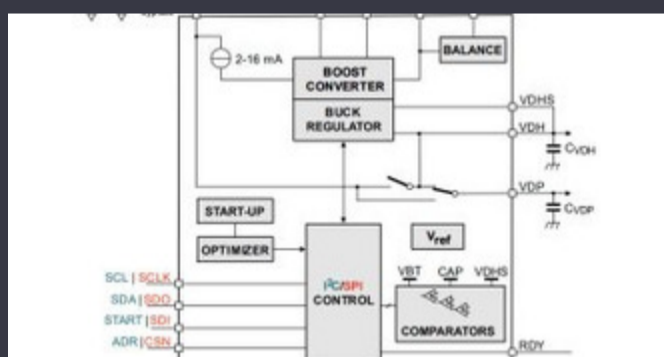 2-16 mA
BALANCE
BOOST
CONVERTER
BUCK
REGULATOR
VDHS
VDH
CVDH
VDP
CVDP
START-UP
OPTIMIZER
Vref
I²C/SPI
CONTROL
VBT CAP VDHS
COMPARATORS
SCL | SCLK
SDA | SDO
START | SDI
ADR | CSN
RDY